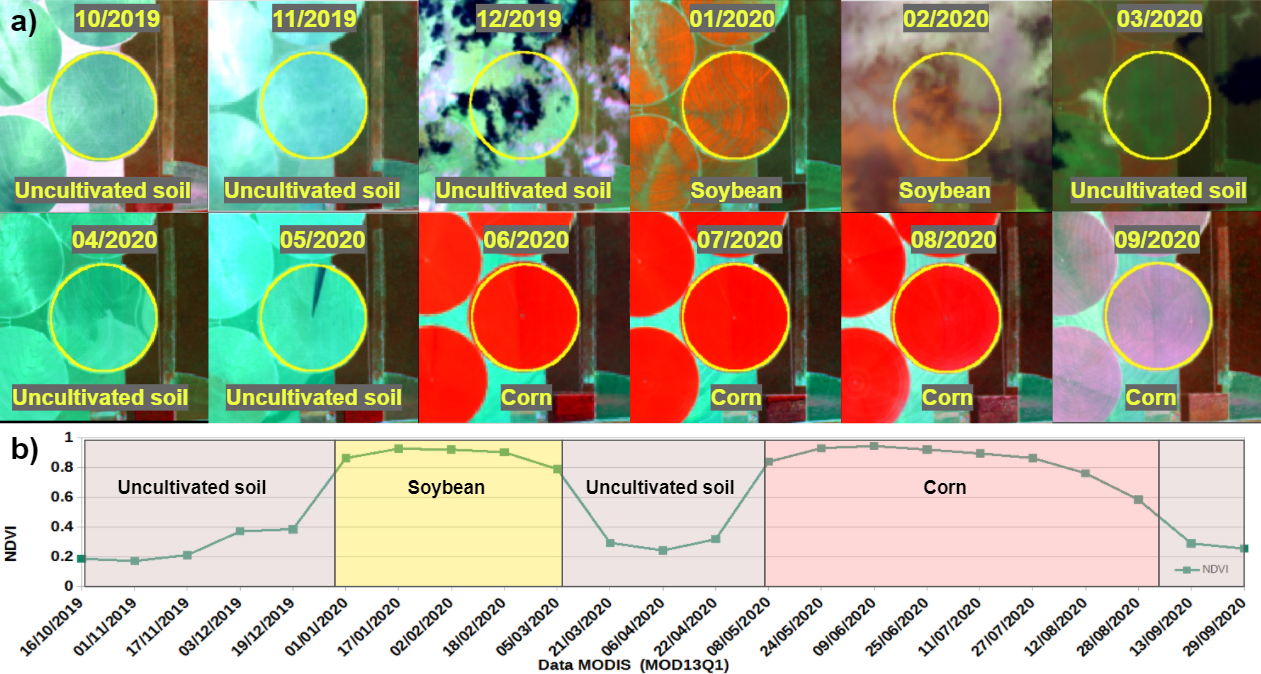 a)
10/2019
11/2019
12/2019
01/2020
02/2020
03/2020
Uncultivated soil
Uncultivated soil
Uncultivated soil
Soybean
Soybean
Uncultivated soil
04/2020
05/2020
06/2020
07/2020
08/2020
09/2020
Uncultivated soil
Uncultivated soil
Corn
Corn
Corn
Corn
b)
NDVI
1
0.8
0.6
0.4
0.2
0
Uncultivated soil
Soybean
Uncultivated soil
Corn
NDVI
16/10/2019
01/11/2019
17/11/2019
03/12/2019
19/12/2019
01/01/2020
17/01/2020
02/02/2020
18/02/2020
05/03/2020
21/03/2020
06/04/2020
22/04/2020
08/05/2020
24/05/2020
09/06/2020
25/06/2020
11/07/2020
27/07/2020
12/08/2020
28/08/2020
13/09/2020
29/09/2020
Data MODIS (MOD13Q1)